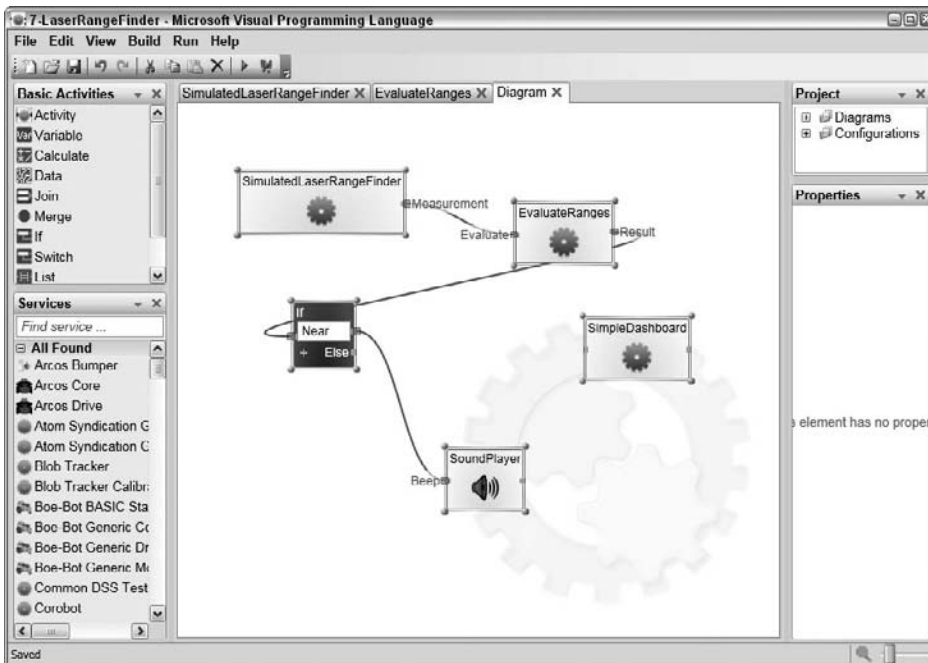 7-LaserRangeFinder - Microsoft Visual Programming Language
File Edit View Build Run Help
Basic Activities
Activity
Variable
Calculate
Data
Join
Merge
If
Switch
List
Services
Find service ...
All Found
Arcos Bumper
Arcos Core
Arcos Drive
Atom Syndication G
Atom Syndication G
Blob Tracker
Blob Tracker Calibr
Boe-Bot BASIC Sta
Boe-Bot Generic Co
Boe-Bot Generic Dr
Boe-Bot Generic Mo
Common DSS Test
Corobot
SimulatedLaserRangeFinder EvaluateRanges Diagram
SimulatedLaserRangeFinder
Measurement
EvaluateRanges
Evaluate
Result
If
Near
+ Else
SimpleDashboard
SoundPlayer
Beep
Project
Diagrams
Configurations
Properties
s element has no proper
Saved